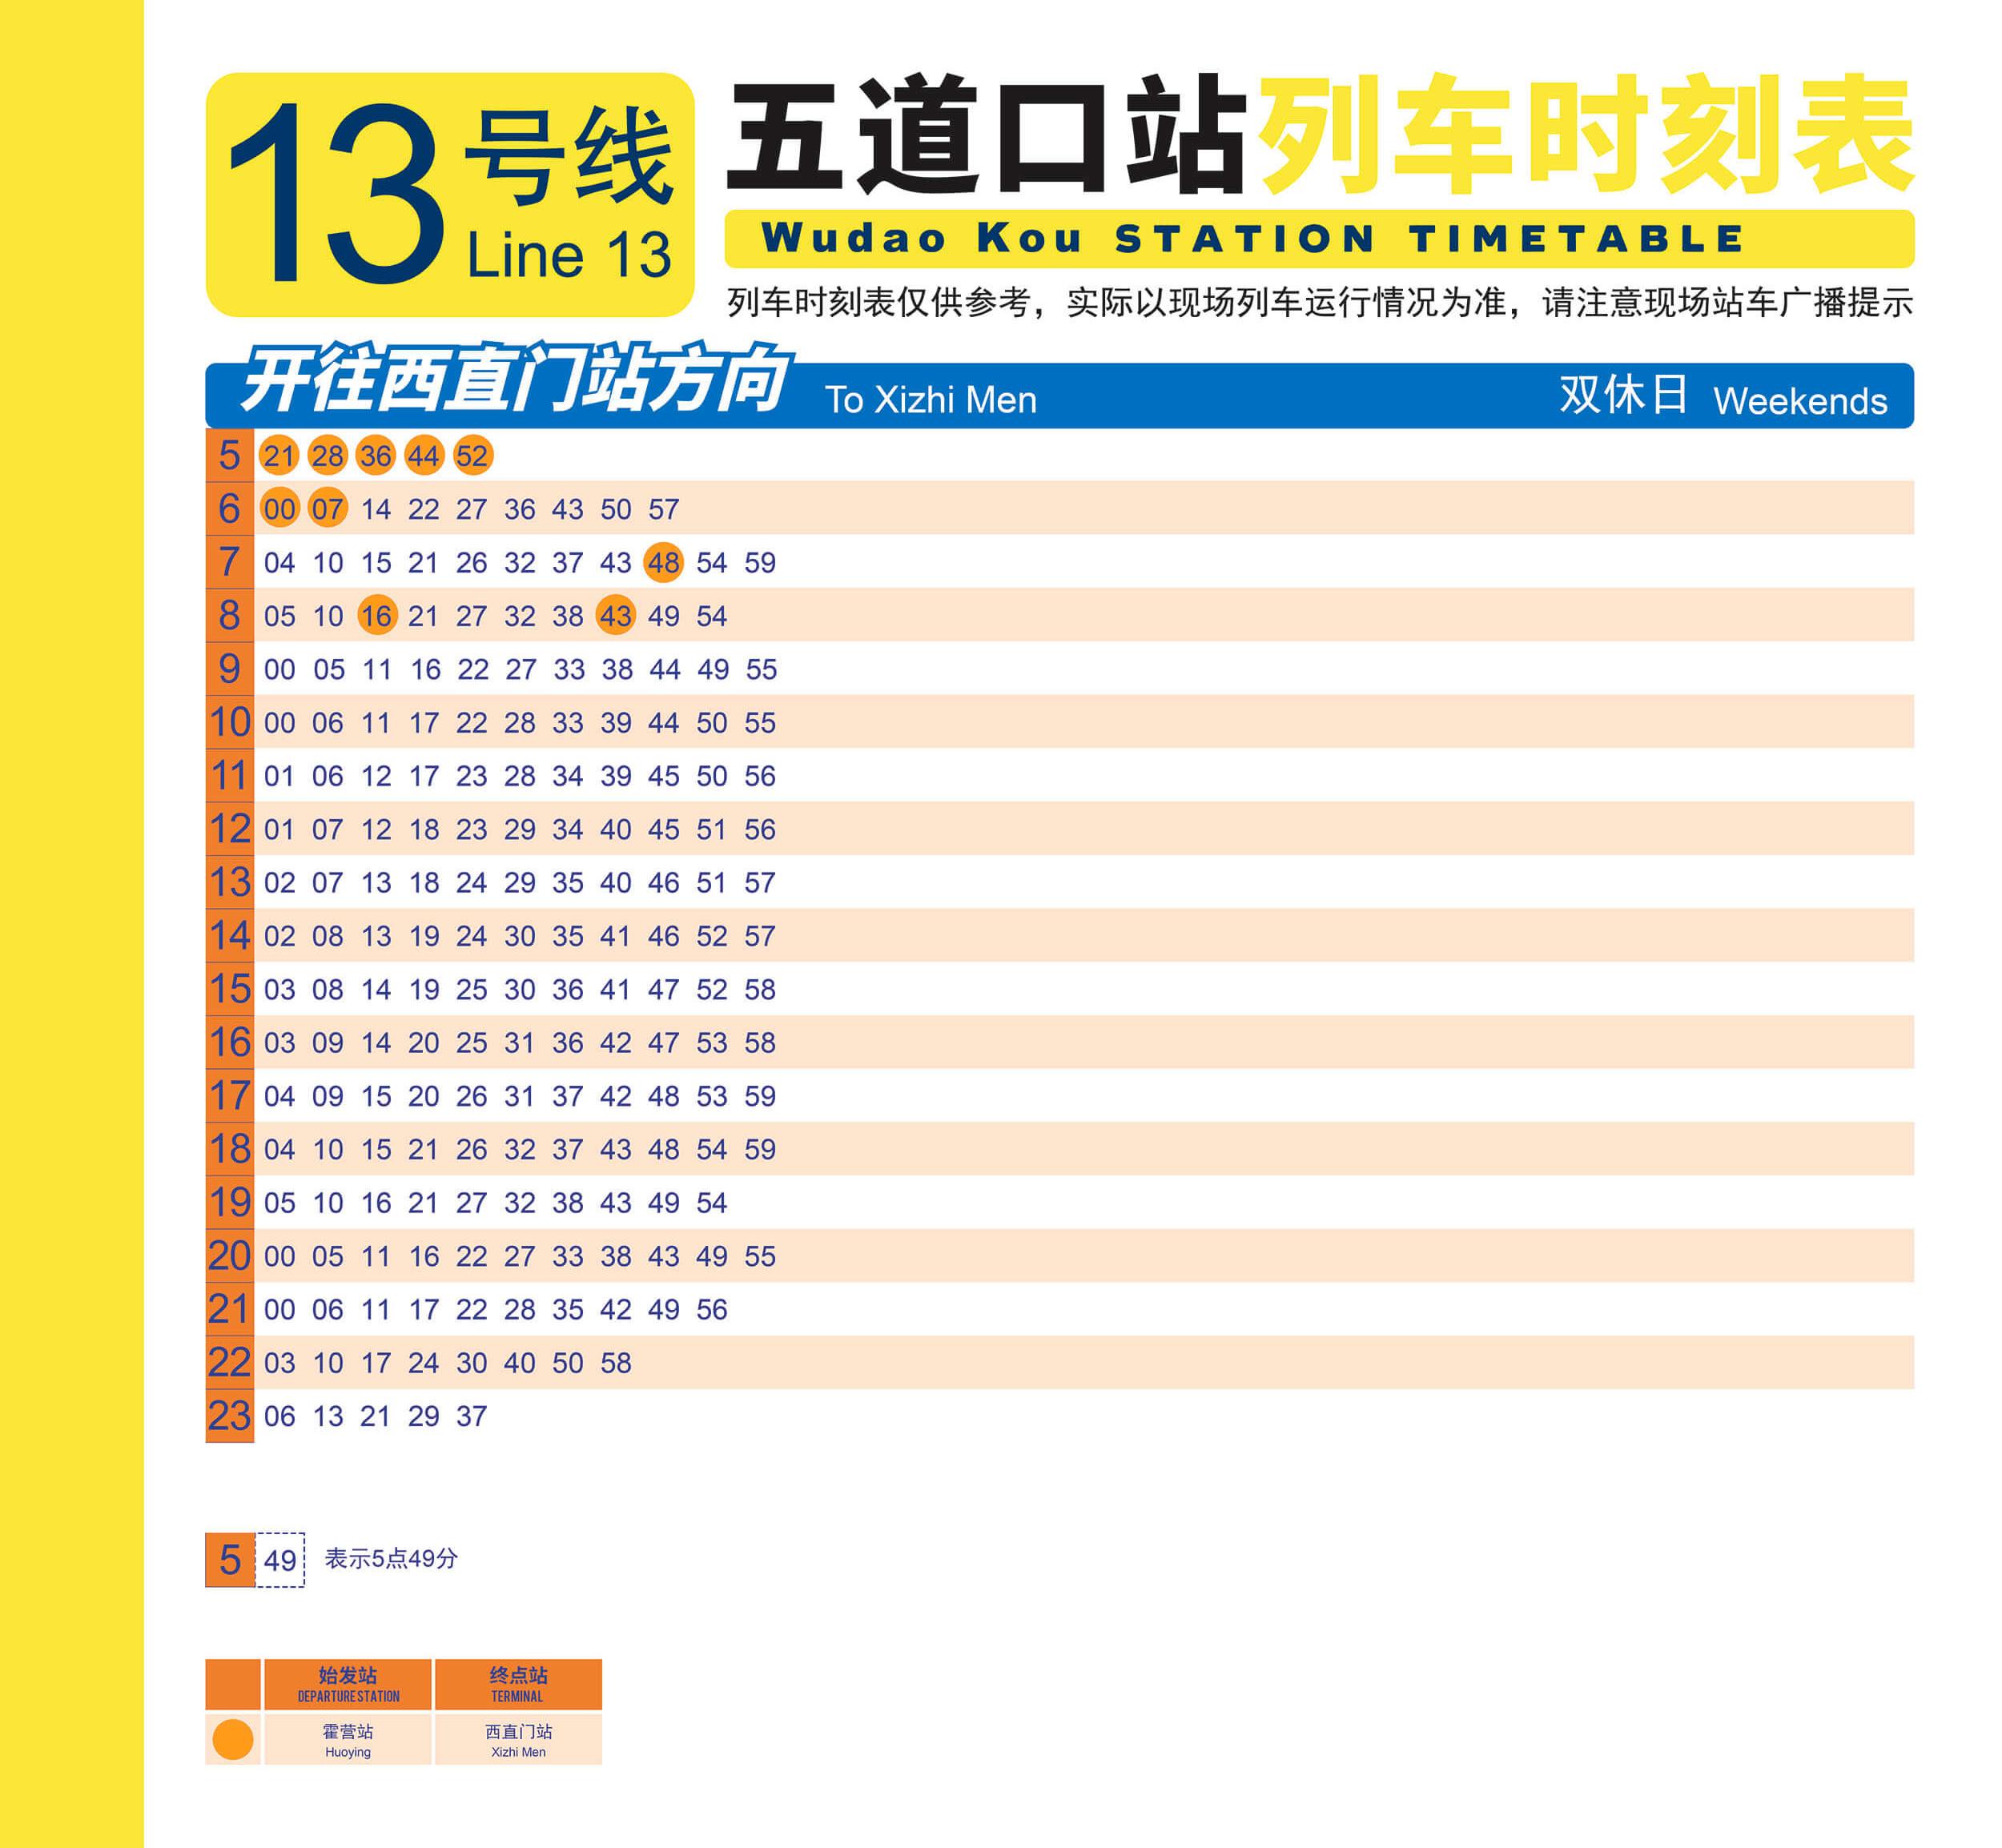 13号线
Line 13
五道口站列车时刻表
Wudao Kou STATION TIMETABLE
列车时刻表仅供参考，实际以现场列车运行情况为准，请注意现场站车广播提示
开往西直门站方向 To Xizhi Men 双休日 Weekends
5 21 28 36 44 52
6 00 07 14 22 27 36 43 50 57
7 04 10 15 21 26 32 37 43 48 54 59
8 05 10 16 21 27 32 38 43 49 54
9 00 05 11 16 22 27 33 38 44 49 55
10 00 06 11 17 22 28 33 39 44 50 55
11 01 06 12 17 23 28 34 39 45 50 56
12 01 07 12 18 23 29 34 40 45 51 56
13 02 07 13 18 24 29 35 40 46 51 57
14 02 08 13 19 24 30 35 41 46 52 57
15 03 08 14 19 25 30 36 41 47 52 58
16 03 09 14 20 25 31 36 42 47 53 58
17 04 09 15 20 26 31 37 42 48 53 59
18 04 10 15 21 26 32 37 43 48 54 59
19 05 10 16 21 27 32 38 43 49 54
20 00 05 11 16 22 27 33 38 43 49 55
21 00 06 11 17 22 28 35 42 49 56
22 03 10 17 24 30 40 50 58
23 06 13 21 29 37
5 49 表示5点49分
始发站 终点站
DEPARTURE STATION TERMINAL
霍营站 西直门站
Huoying Xizhi Men